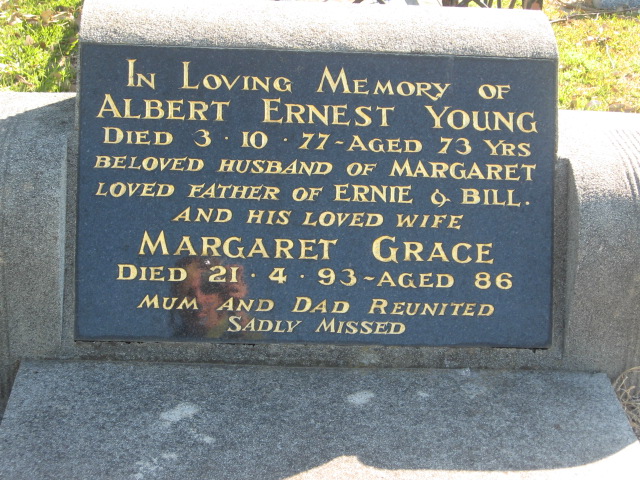 In Loving Memory of
Albert Ernest Young
Died 3 · 10 · 77 - Aged 73 yrs
Beloved husband of Margaret
Loved father of Ernie & Bill.
and his loved wife
Margaret Grace
Died 21 · 4 · 93 - aged 86
Mum and Dad Reunited
Sadly Missed